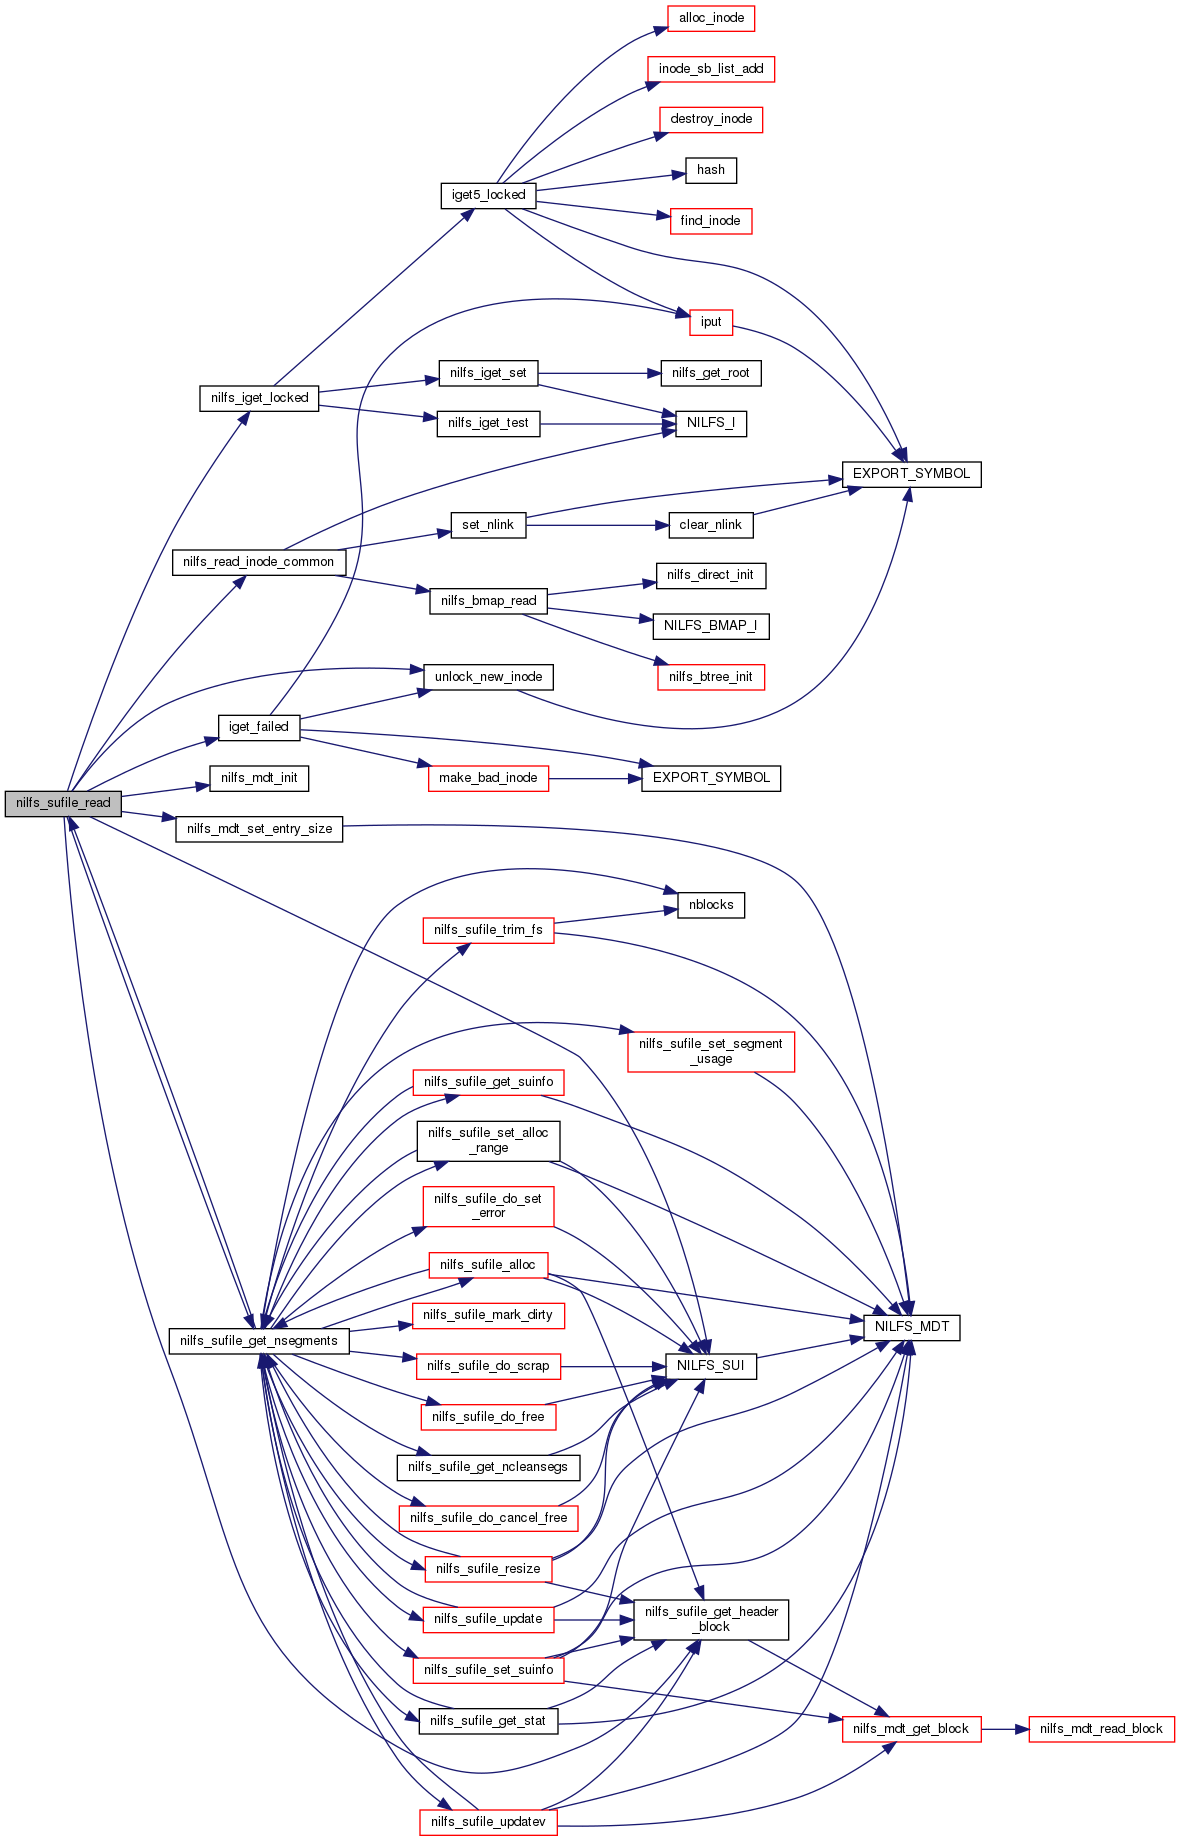 alloc_inode
inode_sb_list_add
destroy_inode
hash
iget5_locked
find_inode
iput
nilfs_iget_set
nilfs_get_root
nilfs_iget_locked
nilfs_iget_test
NILFS_I
EXPORT_SYMBOL
set_nlink
clear_nlink
nilfs_read_inode_common
nilfs_direct_init
nilfs_bmap_read
NILFS_BMAP_I
unlock_new_inode
nilfs_btree_init
iget_failed
nilfs_mdt_init
make_bad_inode
EXPORT_SYMBOL
nilfs_sufile_read
nilfs_mdt_set_entry_size
nblocks
nilfs_sufile_trim_fs
nilfs_sufile_set_segment
_usage
nilfs_sufile_get_suinfo
nilfs_sufile_set_alloc
_range
nilfs_sufile_do_set
_error
nilfs_sufile_alloc
nilfs_sufile_mark_dirty
NILFS_MDT
nilfs_sufile_get_nsegments
nilfs_sufile_do_scrap
NILFS_SUI
nilfs_sufile_do_free
nilfs_sufile_get_ncleansegs
nilfs_sufile_do_cancel_free
nilfs_sufile_resize
nilfs_sufile_update
nilfs_sufile_get_header
_block
nilfs_sufile_set_suinfo
nilfs_sufile_get_stat
nilfs_mdt_get_block
nilfs_mdt_read_block
nilfs_sufile_updatev